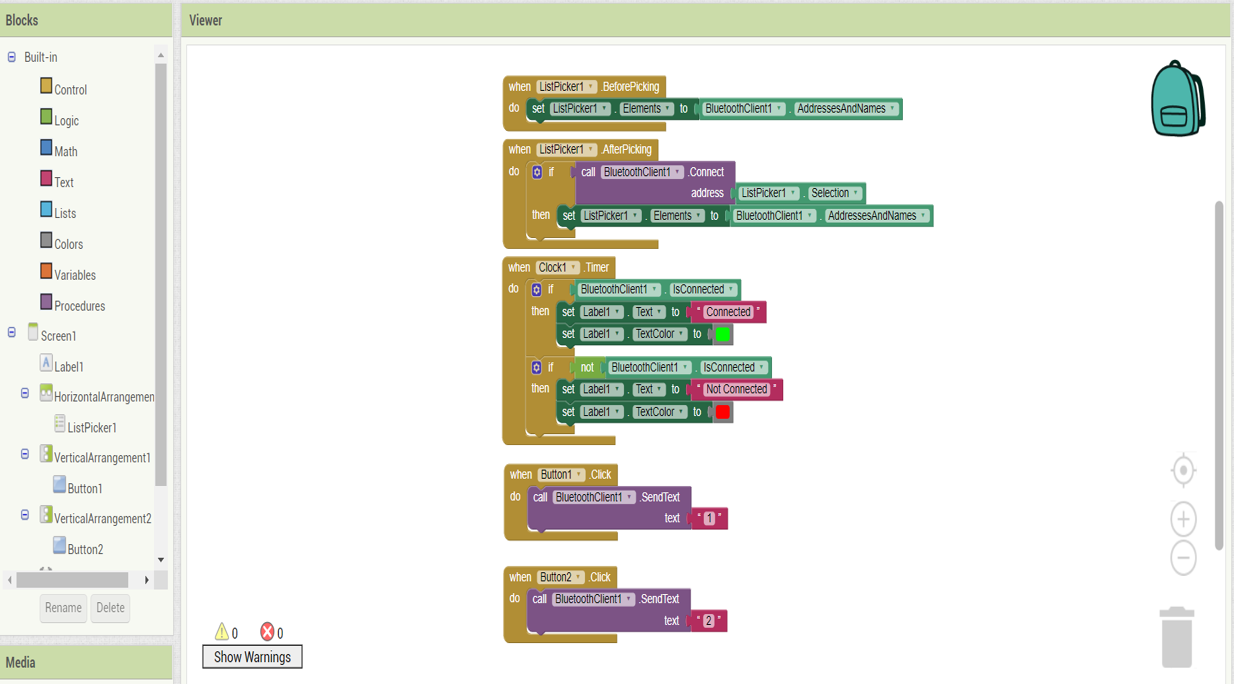 Blocks
Viewer
Built-in
Control
Logic
Math
Text
Lists
Colors
Variables
Procedures
Screen1
A Label1
HorizontalArrangemen
ListPicker1
VerticalArrangement1
Button1
VerticalArrangement2
Button2
Rename Delete
Media
when ListPicker1 .BeforePicking
do set ListPicker1 . Elements to BluetoothClient1 . AddressesAndNames
when ListPicker1 .AfterPicking
do if call BluetoothClient1 .Connect
address ListPicker1 . Selection
then set ListPicker1 . Elements to BluetoothClient1 . AddressesAndNames
when Clock1 .Timer
do if BluetoothClient1 . IsConnected
then set Label1 . Text to " Connected "
set Label1 . TextColor to
if not BluetoothClient1 . IsConnected
then set Label1 . Text to " Not Connected "
set Label1 . TextColor to
when Button1 .Click
do call BluetoothClient1 .SendText
text " 1 "
when Button2 .Click
do call BluetoothClient1 .SendText
text " 2 "
0 0
Show Warnings